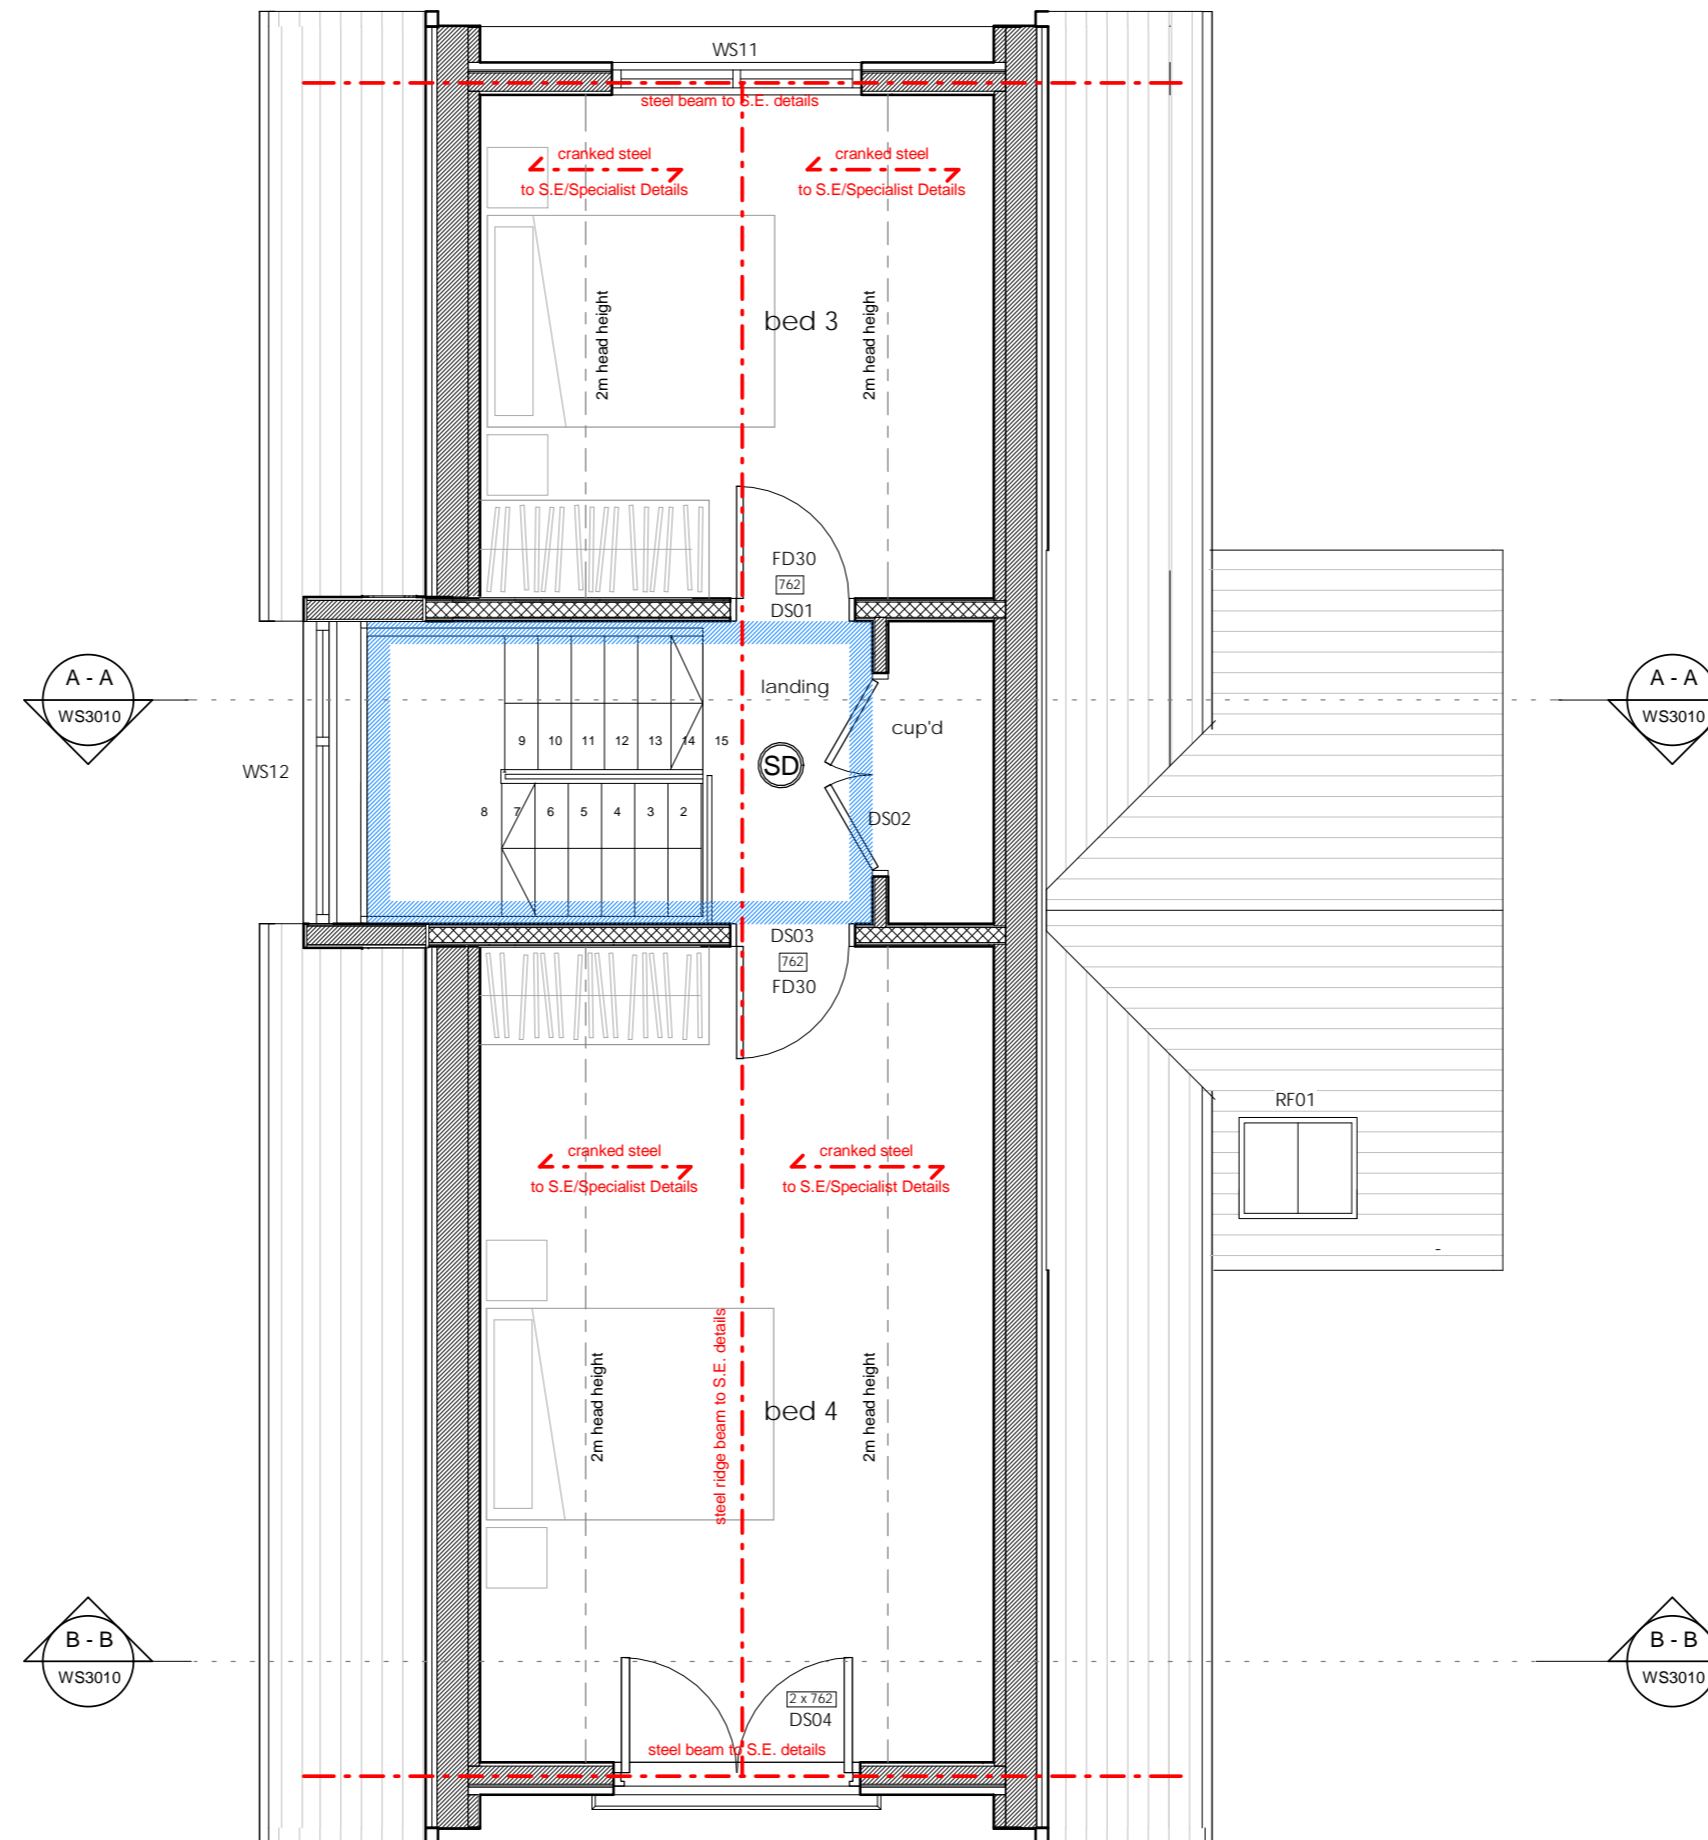 WS11
steel beam to S.E. details
cranked steel
to S.E/Specialist Details
cranked steel
to S.E/Specialist Details
2m head height
bed 3
2m head height
FD30
762
DS01
A - A
WS3010
landing
A - A
WS3010
cup'd
9 10 11 12 13 14 15
SD
WS12
8 7 6 5 4 3 2
DS02
DS03
762
FD30
RF01
cranked steel
to S.E/Specialist Details
cranked steel
to S.E/Specialist Details
2m head height
steel ridge beam to S.E. details
bed 4
2m head height
B - B
WS3010
B - B
WS3010
2 x 762
DS04
steel beam to S.E. details